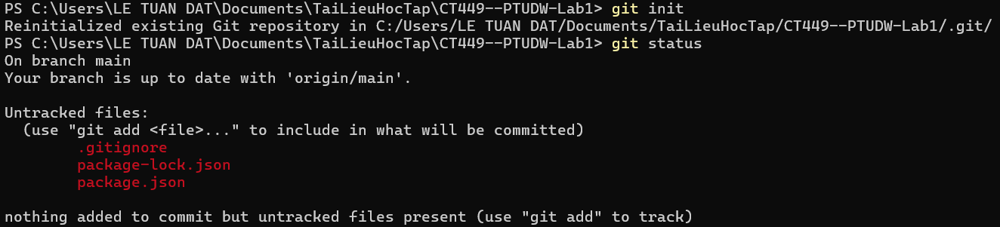 PS C:\Users\LE TUAN DAT\Documents\TaiLieuHocTap\CT449--PTUDW-Lab1> git init
Reinitialized existing Git repository in C:/Users/LE TUAN DAT/Documents/TaiLieuHocTap/CT449--PTUDW-Lab1/.git/
PS C:\Users\LE TUAN DAT\Documents\TaiLieuHocTap\CT449--PTUDW-Lab1> git status
On branch main
Your branch is up to date with 'origin/main'.

Untracked files:
  (use "git add <file>..." to include in what will be committed)
        .gitignore
        package-lock.json
        package.json

nothing added to commit but untracked files present (use "git add" to track)